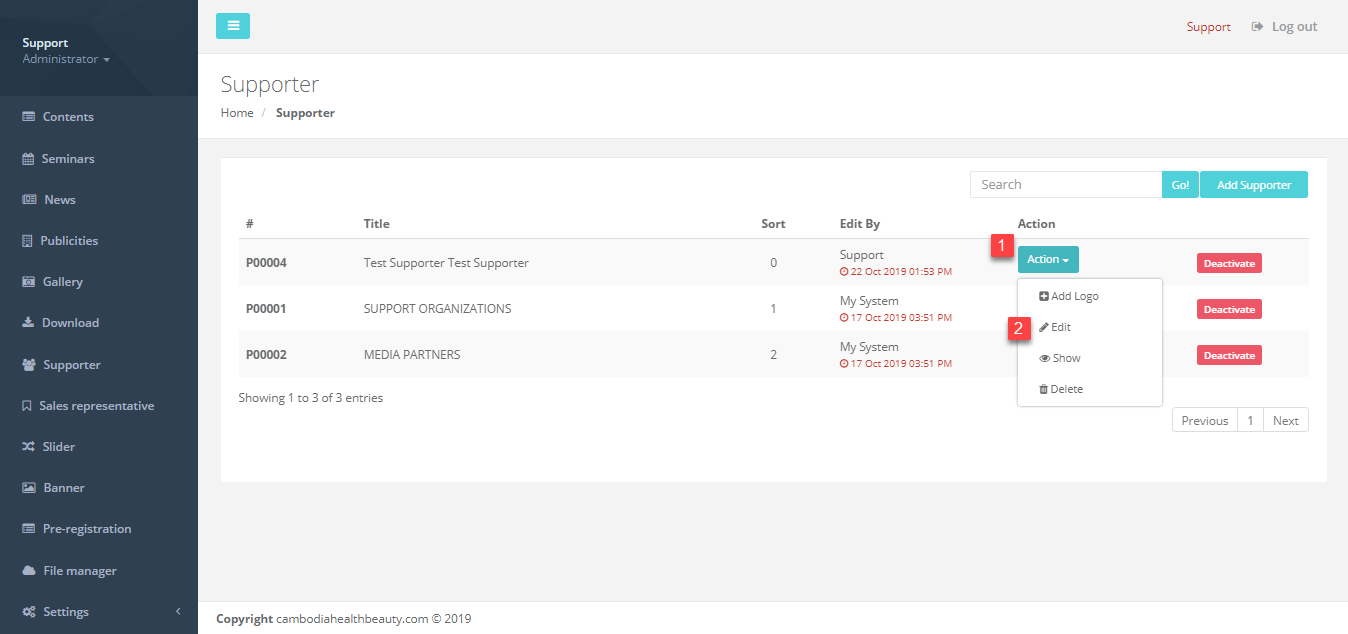 Support
Administrator
Contents
Seminars
News
Publicities
Gallery
Download
Supporter
Sales representative
Slider
Banner
Pre-registration
File manager
Settings
Support Log out
Supporter
Home / Supporter
Search Go! Add Supporter
# Title Sort Edit By Action
P00004 Test Supporter Test Supporter 0 Support 1 Action Deactivate
22 Oct 2019 01:53 PM
P00001 SUPPORT ORGANIZATIONS 1 My System Deactivate
17 Oct 2019 03:51 PM
P00002 MEDIA PARTNERS 2 My System Deactivate
17 Oct 2019 03:51 PM
Add Logo
2 Edit
Show
Delete
Showing 1 to 3 of 3 entries
Previous 1 Next
Copyright cambodiahealthbeauty.com © 2019